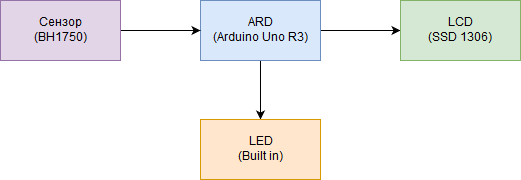 Сензор
(BH1750)
ARD
(Arduino Uno R3)
LCD
(SSD 1306)
LED
(Built in)